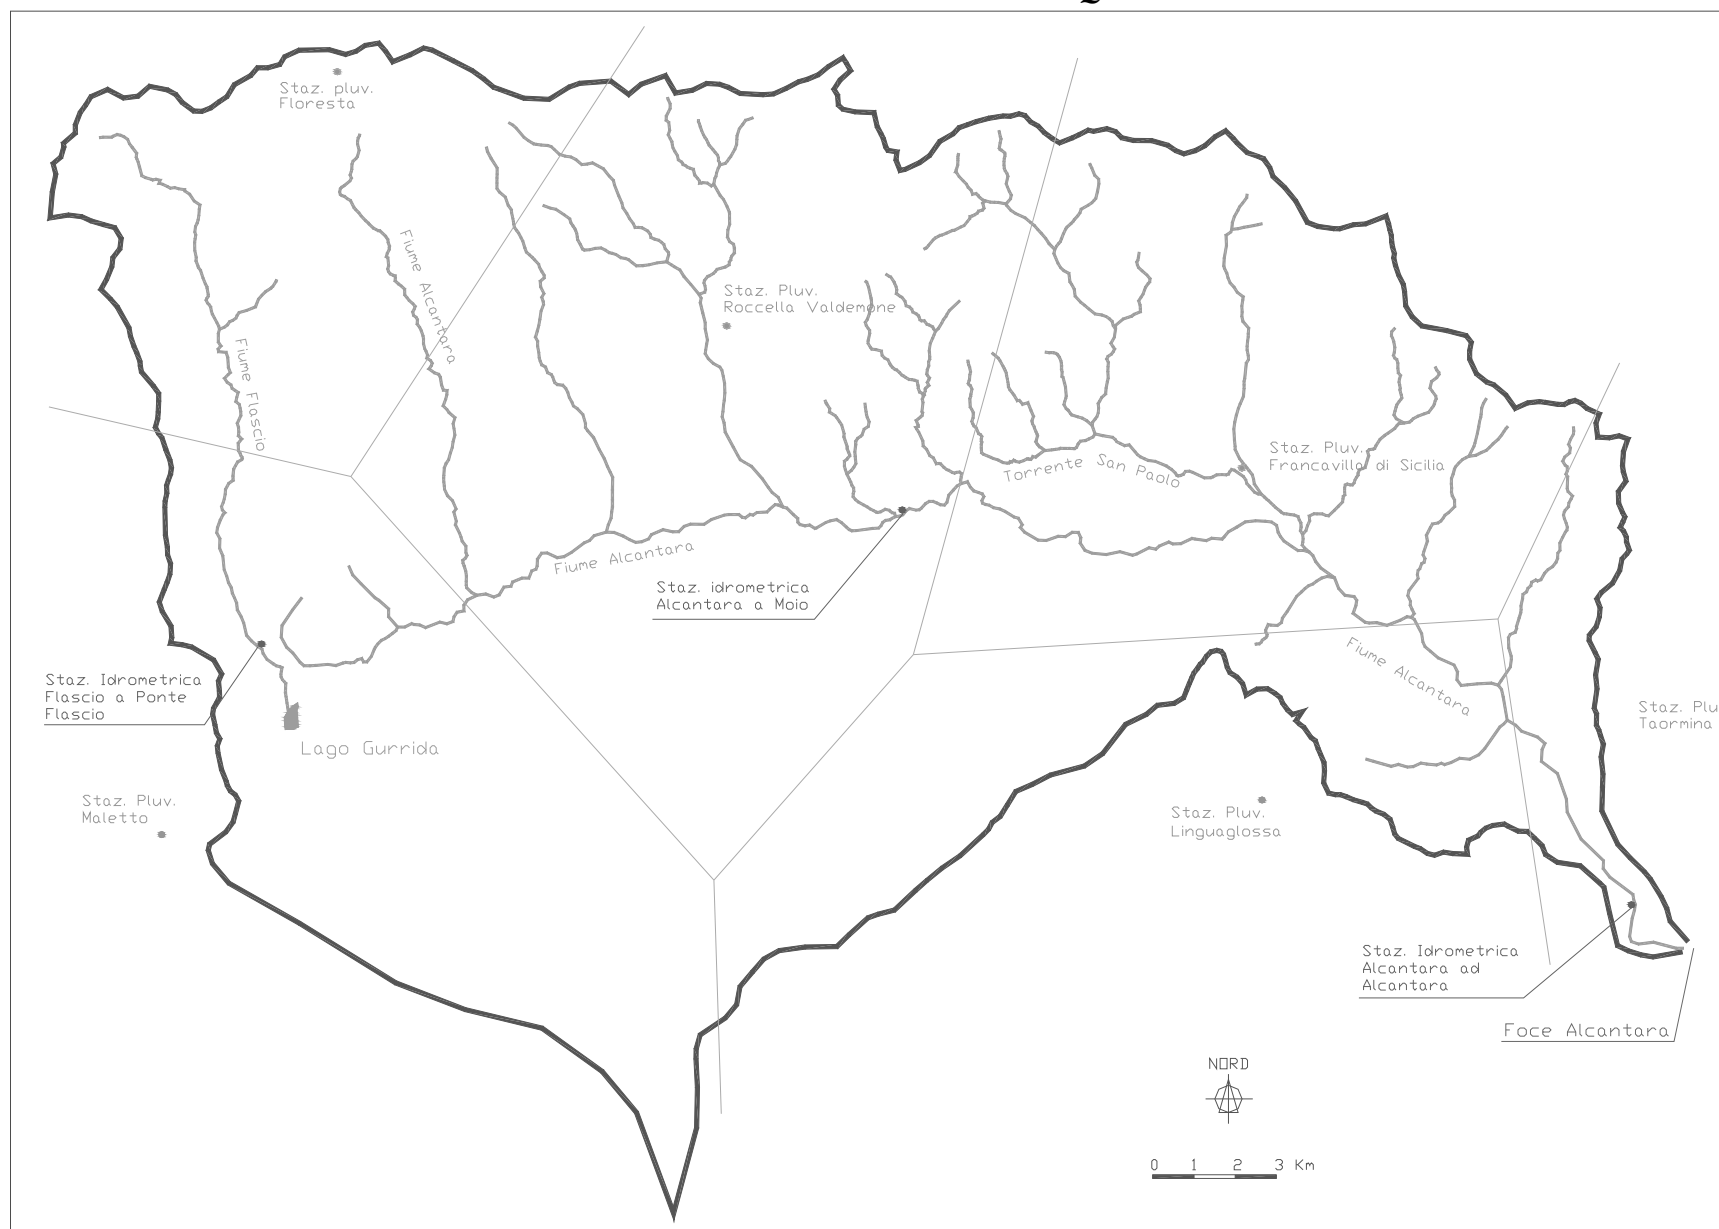 Staz. pluv.
Floresta
Fiume Alcantara
Staz. Pluv.
Roccella Valdemone
Fiume Flascio
Staz. Pluv.
Francavilla di Sicilia
Torrente San Paolo
Fiume Alcantara
Staz. idrometrica
Alcantara a Moio
Fiume Alcantara
Staz. Idrometrica
Flascio a Ponte
Flascio
Staz. Plu
Taormina
Lago Gurrida
Staz. Pluv.
Maletto
Staz. Pluv.
Linguaglossa
Staz. Idrometrica
Alcantara ad
Alcantara
Foce Alcantara
NORD
0 1 2 3 Km